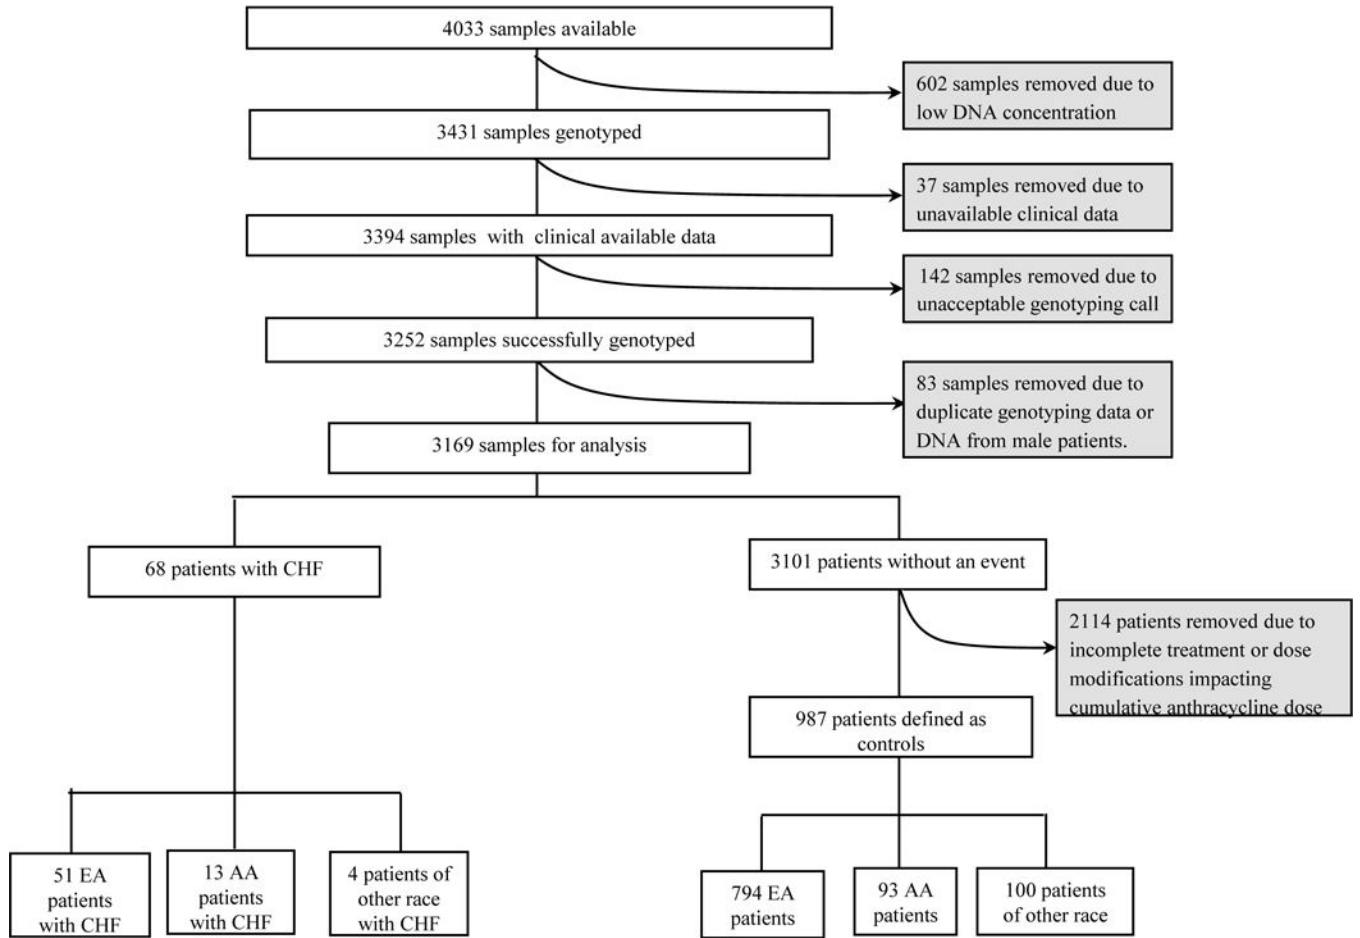 4033 samples available
602 samples removed due to
low DNA concentration
3431 samples genotyped
37 samples removed due to
unavailable clinical data
3394 samples with clinical available data
142 samples removed due to
unacceptable genotyping call
3252 samples successfully genotyped
83 samples removed due to
duplicate genotyping data or
DNA from male patients.
3169 samples for analysis
68 patients with CHF
3101 patients without an event
2114 patients removed due to
incomplete treatment or dose
modifications impacting
cumulative anthracycline dose
987 patients defined as
controls
51 EA
patients
with CHF
13 AA
patients
with CHF
4 patients of
other race
with CHF
794 EA
patients
93 AA
patients
100 patients
of other race